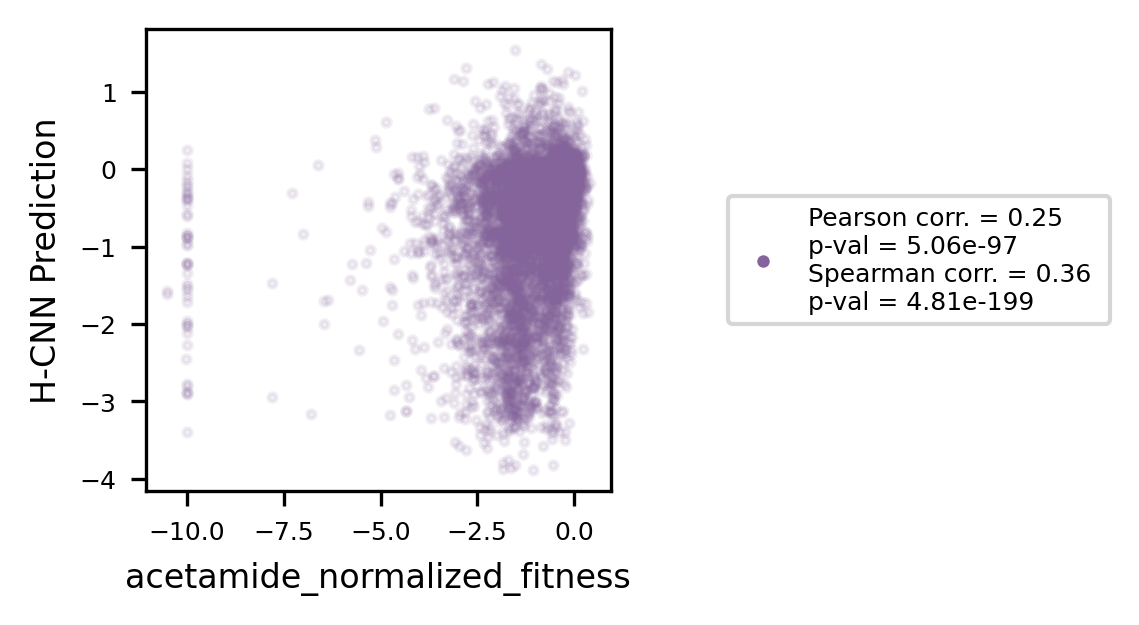 H-CNN Prediction
1
0
−1
−2
−3
−4
−10.0 −7.5 −5.0 −2.5 0.0
acetamide_normalized_fitness
Pearson corr. = 0.25
p-val = 5.06e-97
Spearman corr. = 0.36
p-val = 4.81e-199